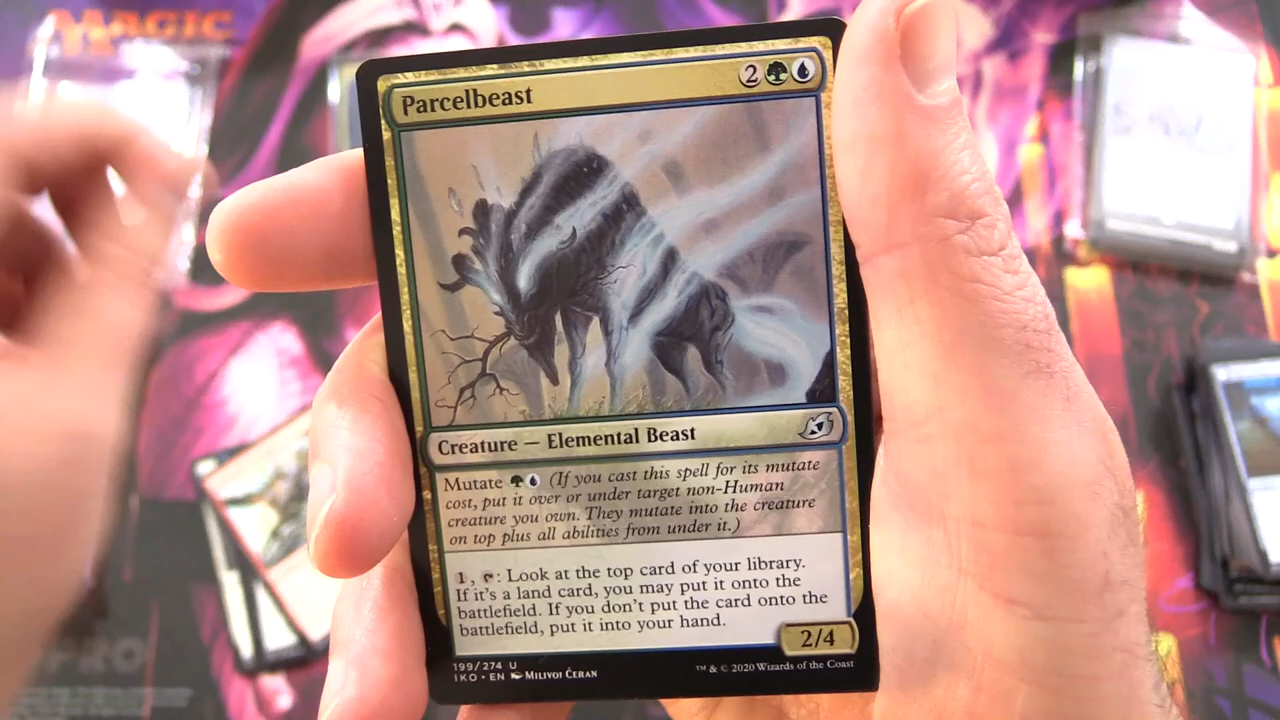 MAGIC
Parcelbeast
2
Creature — Elemental Beast
Mutate (If you cast this spell for its mutate
cost, put it over or under target non-Human
creature you own. They mutate into the creature
on top plus all abilities from under it.)
1, : Look at the top card of your library.
If it's a land card, you may put it onto the
battlefield. If you don't put the card onto the
battlefield, put it into your hand.
2/4
199/274 U
IKO • EN Milivoj Ćeran
™ & © 2020 Wizards of the Coast